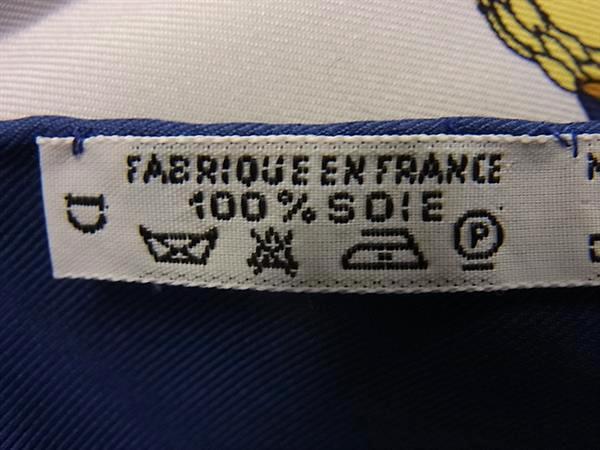 FABRIQUE EN FRANCE
100% SOIE
D
P